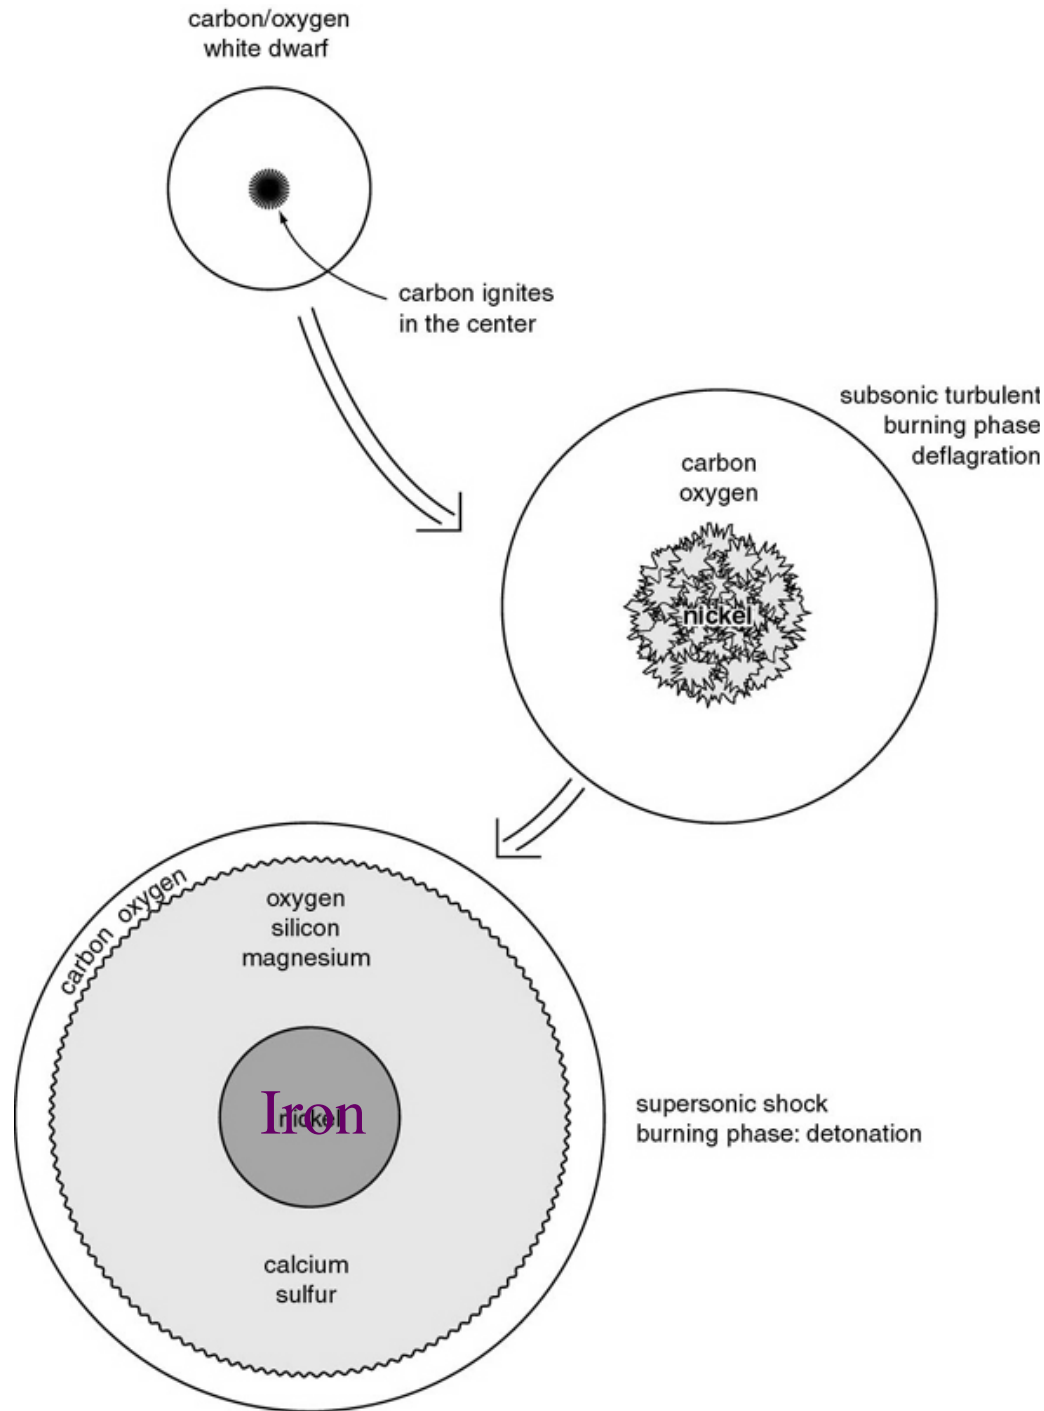 carbon/oxygen
white dwarf
carbon ignites
in the center
subsonic turbulent
burning phase
deflagration
carbon
oxygen
nickel
carbon oxygen
oxygen
silicon
magnesium
Iron
nickel
calcium
sulfur
supersonic shock
burning phase: detonation